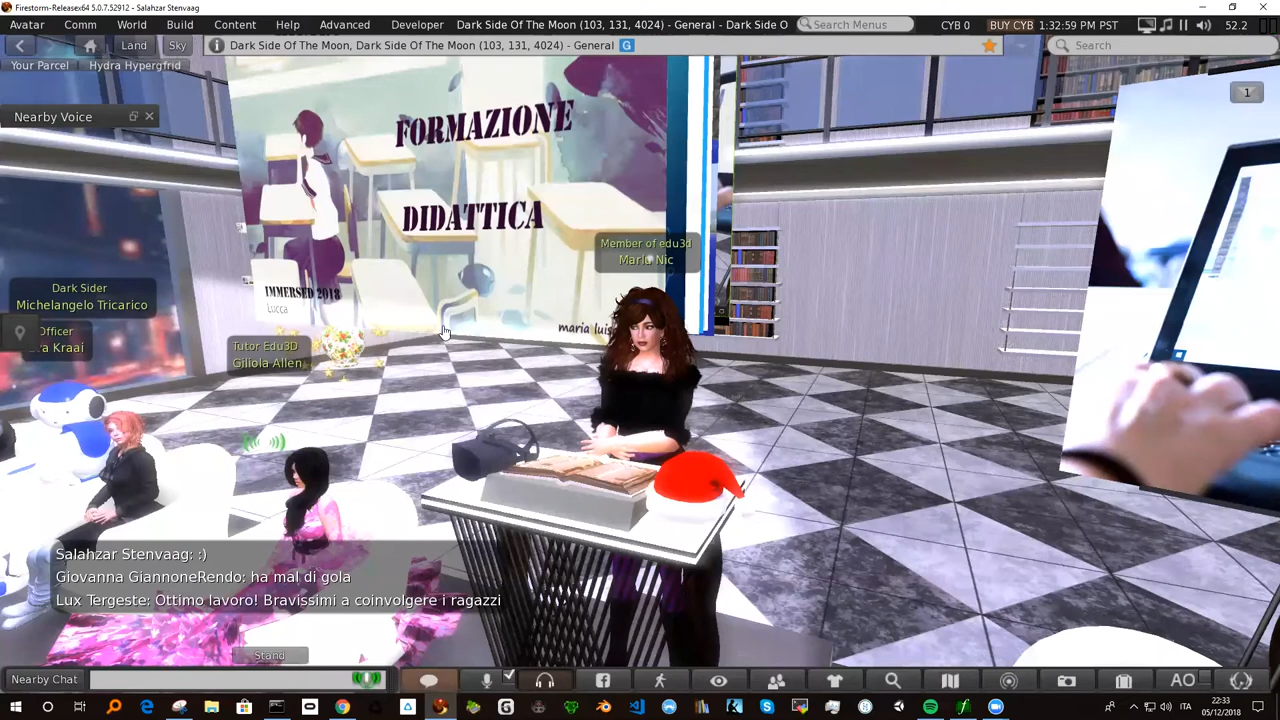 Firestorm-Releasex64 5.0.7.52912 - Salahzar Stenvaag
Avatar Comm World Build Content Help Advanced Developer Dark Side Of The Moon (103, 131, 4024) - General - Dark Side O Search Menus CYB 0 BUY CYB 1:32:59 PM PST 52.2
Land Sky Dark Side Of The Moon, Dark Side Of The Moon (103, 131, 4024) - General G Search
Your Parcel Hydra Hypergfrid
Nearby Voice
1
FORMAZIONE
DIDATTICA
Member of edu3d
Marlu Nic
Dark Sider
Michelangelo Tricarico
IMMERSED 2018
Lucca
maria luis
Officer
Kraai
Tutor Edu3D
Giliola Allen
Salahzar Stenvaag: :)
Giovanna GiannoneRendo: ha mal di gola
Lux Tergeste: Ottimo lavoro! Bravissimi a coinvolgere i ragazzi
Stand
Nearby Chat
AO
ITA
22:33
05/12/2018